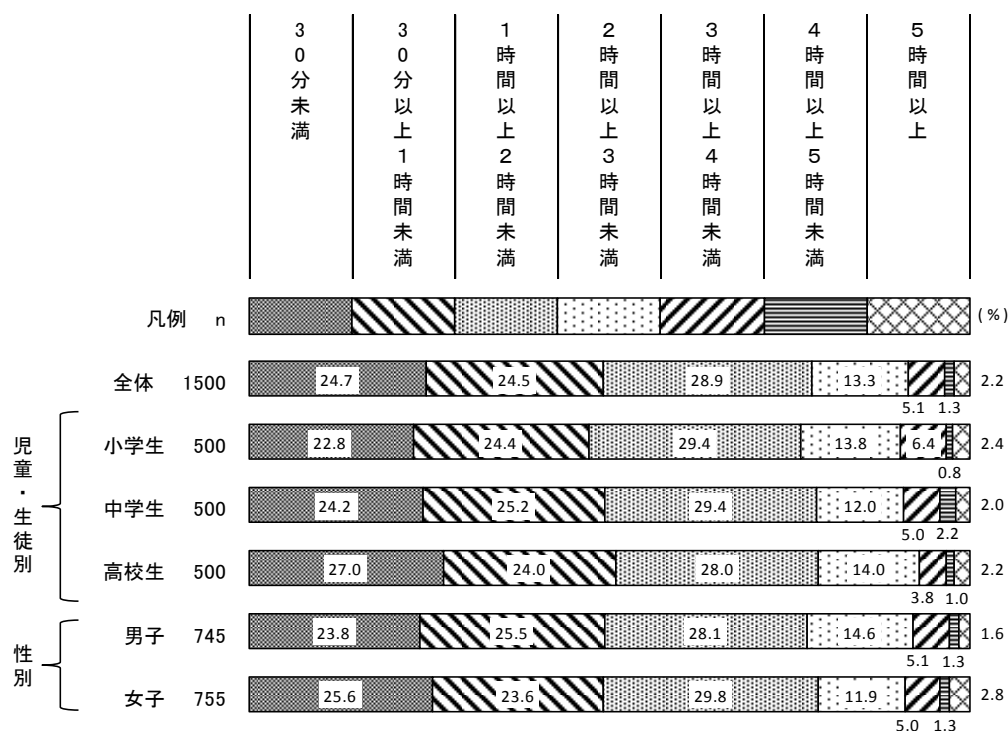 30分未満
30分以上1時間未満
1時間以上2時間未満
2時間以上3時間未満
3時間以上4時間未満
4時間以上5時間未満
5時間以上
凡例 n (%)
全体 1500 24.7 24.5 28.9 13.3 2.2
5.1 1.3
児童・生徒別
小学生 500 22.8 24.4 29.4 13.8 6.4 2.4
0.8
中学生 500 24.2 25.2 29.4 12.0 2.0
5.0 2.2
高校生 500 27.0 24.0 28.0 14.0 2.2
3.8 1.0
性別
男子 745 23.8 25.5 28.1 14.6 1.6
5.1 1.3
女子 755 25.6 23.6 29.8 11.9 2.8
5.0 1.3